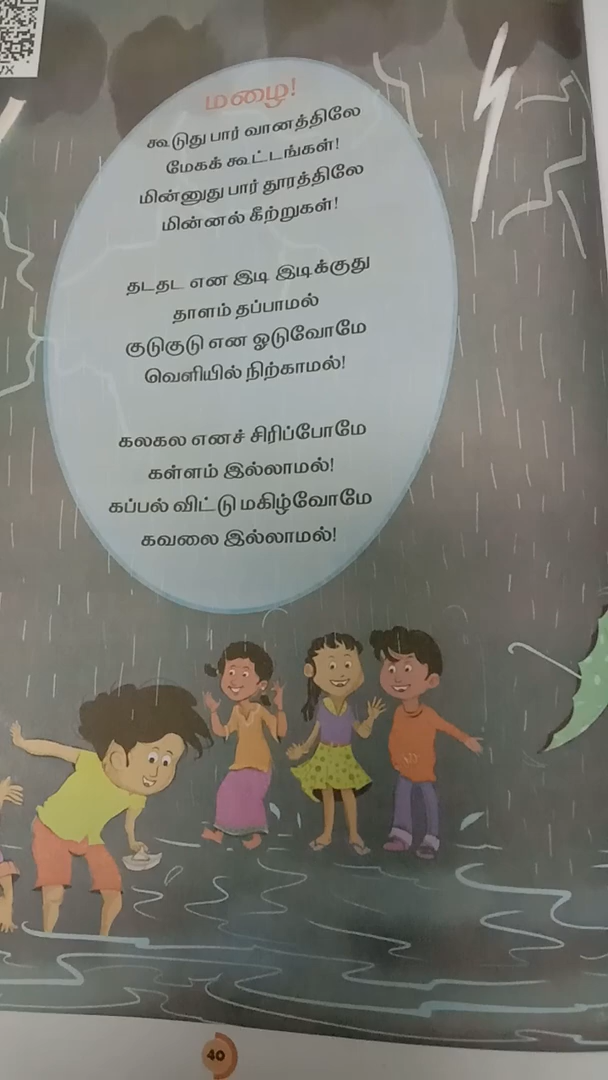 VX
மழை!
கூடுது பார் வானத்திலே
மேகக் கூட்டங்கள்!
மின்னுது பார் தூரத்திலே
மின்னல் கீற்றுகள்!
தடதட என இடி இடிக்குது
தாளம் தப்பாமல்
குடுகுடு என ஓடுவோமே
வெளியில் நிற்காமல்!
கலகல எனச் சிரிப்போமே
கள்ளம் இல்லாமல்!
கப்பல் விட்டு மகிழ்வோமே
கவலை இல்லாமல்!
40